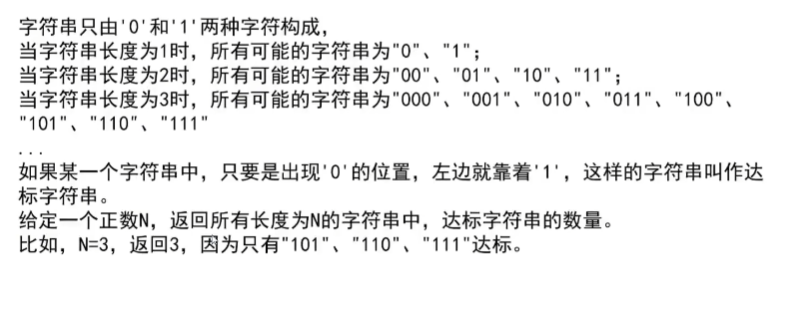 字符串只由'0'和'1'两种字符构成，
当字符串长度为1时，所有可能的字符串为"0"、"1"；
当字符串长度为2时，所有可能的字符串为"00"、"01"、"10"、"11"；
当字符串长度为3时，所有可能的字符串为"000"、"001"、"010"、"011"、"100"、
"101"、"110"、"111"
...
如果某一个字符串中，只要是出现'0'的位置，左边就靠着'1'，这样的字符串叫作达
标字符串。
给定一个正数N，返回所有长度为N的字符串中，达标字符串的数量。
比如，N=3，返回3，因为只有"101"、"110"、"111"达标。